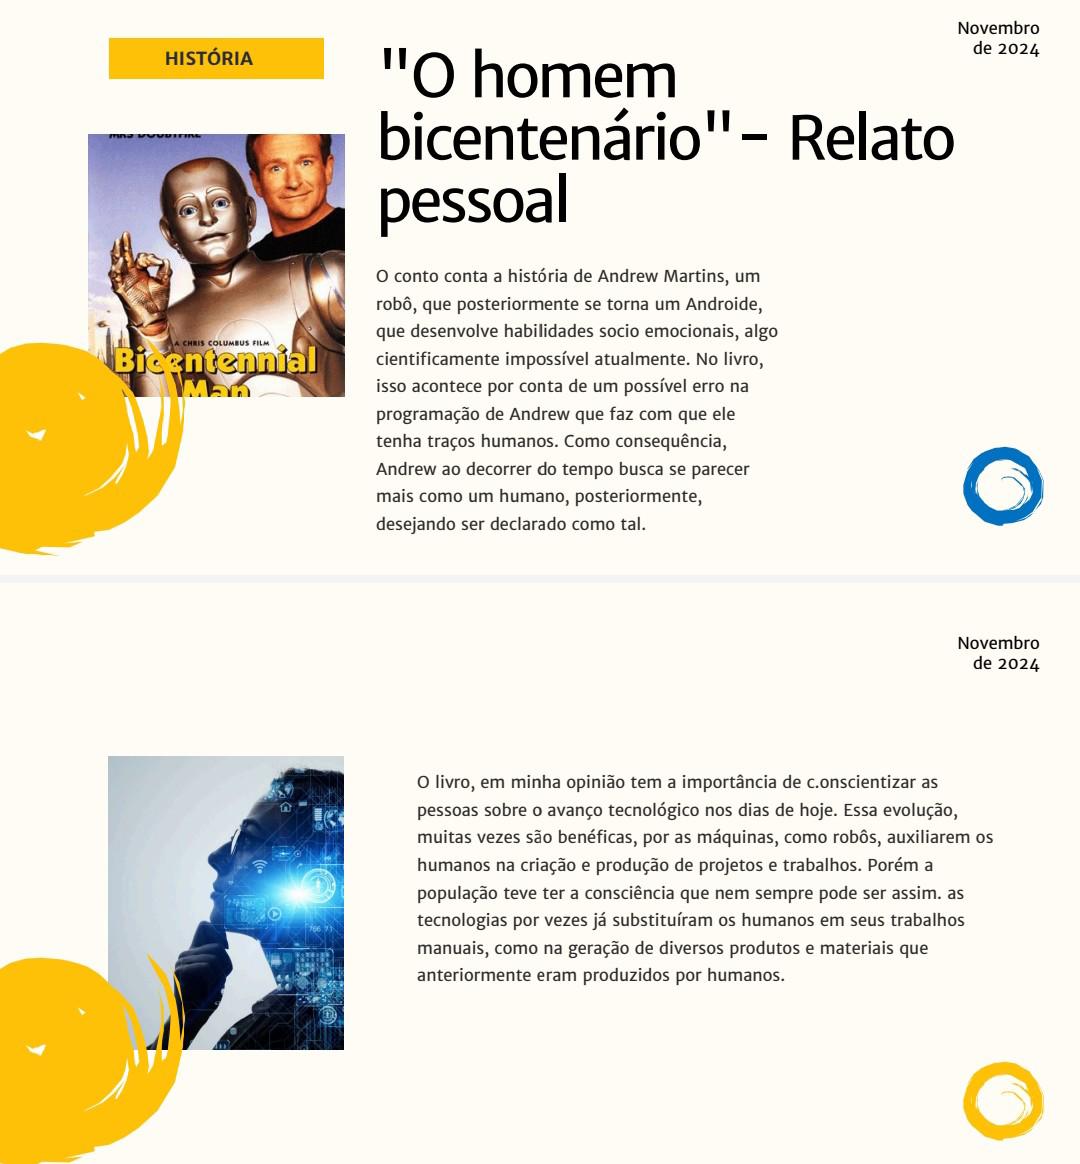 Novembro
de 2024
HISTÓRIA
"O homem
bicentenário"- Relato
pessoal
MRS DOUBTFIRE
A CHRIS COLUMBUS FILM
Bicentennial
Man
O conto conta a história de Andrew Martins, um
robô, que posteriormente se torna um Androide,
que desenvolve habilidades socio emocionais, algo
cientificamente impossível atualmente. No livro,
isso acontece por conta de um possível erro na
programação de Andrew que faz com que ele
tenha traços humanos. Como consequência,
Andrew ao decorrer do tempo busca se parecer
mais como um humano, posteriormente,
desejando ser declarado como tal.
Novembro
de 2024
O livro, em minha opinião tem a importância de c.onscientizar as
pessoas sobre o avanço tecnológico nos dias de hoje. Essa evolução,
muitas vezes são benéficas, por as máquinas, como robôs, auxiliarem os
humanos na criação e produção de projetos e trabalhos. Porém a
população teve ter a consciência que nem sempre pode ser assim. as
tecnologias por vezes já substituíram os humanos em seus trabalhos
manuais, como na geração de diversos produtos e materiais que
anteriormente eram produzidos por humanos.